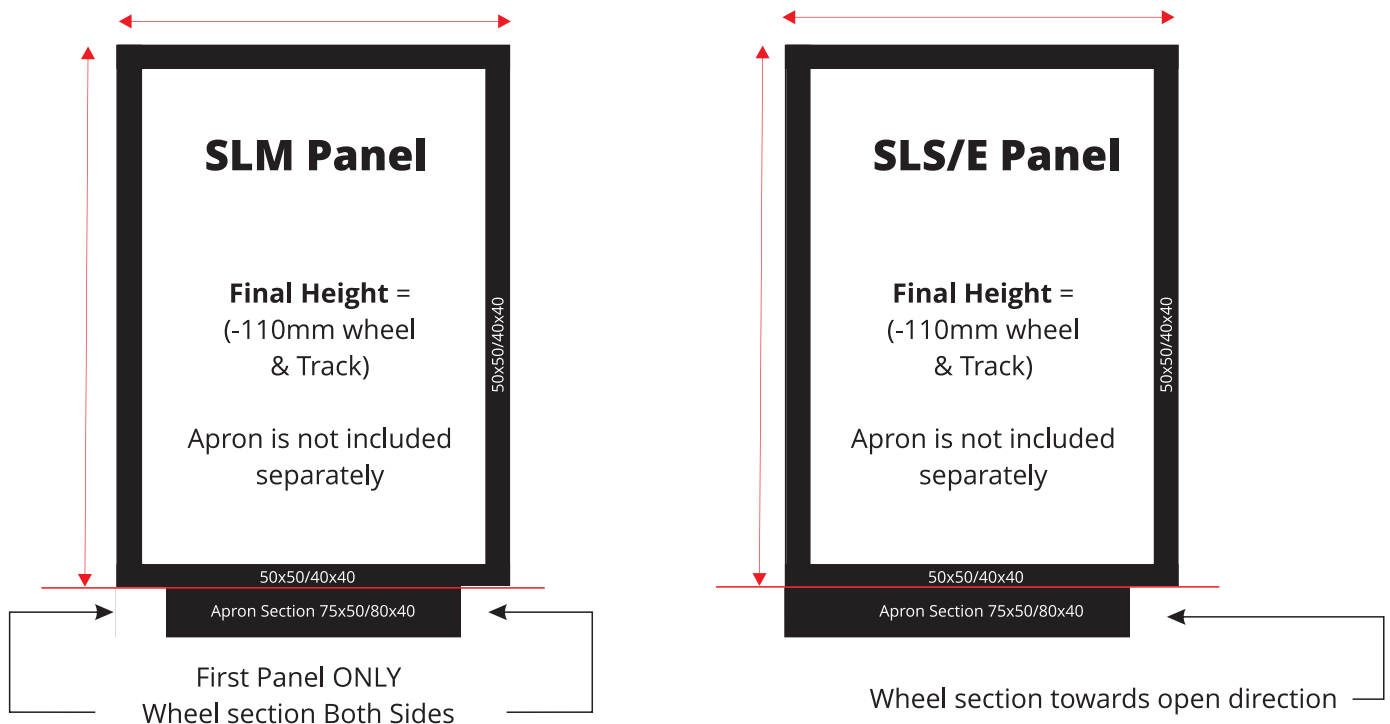 SLM Panel
Final Height =
(-110mm wheel
& Track)
Apron is not included
separately
50x50/40x40
50x50/40x40
Apron Section 75x50/80x40
First Panel ONLY
Wheel section Both Sides
SLS/E Panel
Final Height =
(-110mm wheel
& Track)
Apron is not included
separately
50x50/40x40
50x50/40x40
Apron Section 75x50/80x40
Wheel section towards open direction